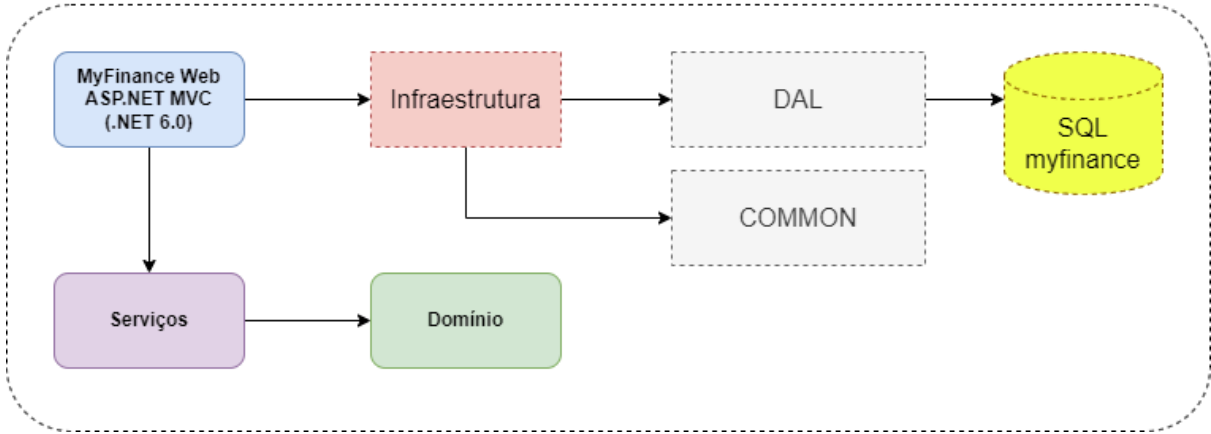 MyFinance Web
ASP.NET MVC
(.NET 6.0)
Infraestrutura
DAL
SQL
myfinance
COMMON
Serviços
Domínio